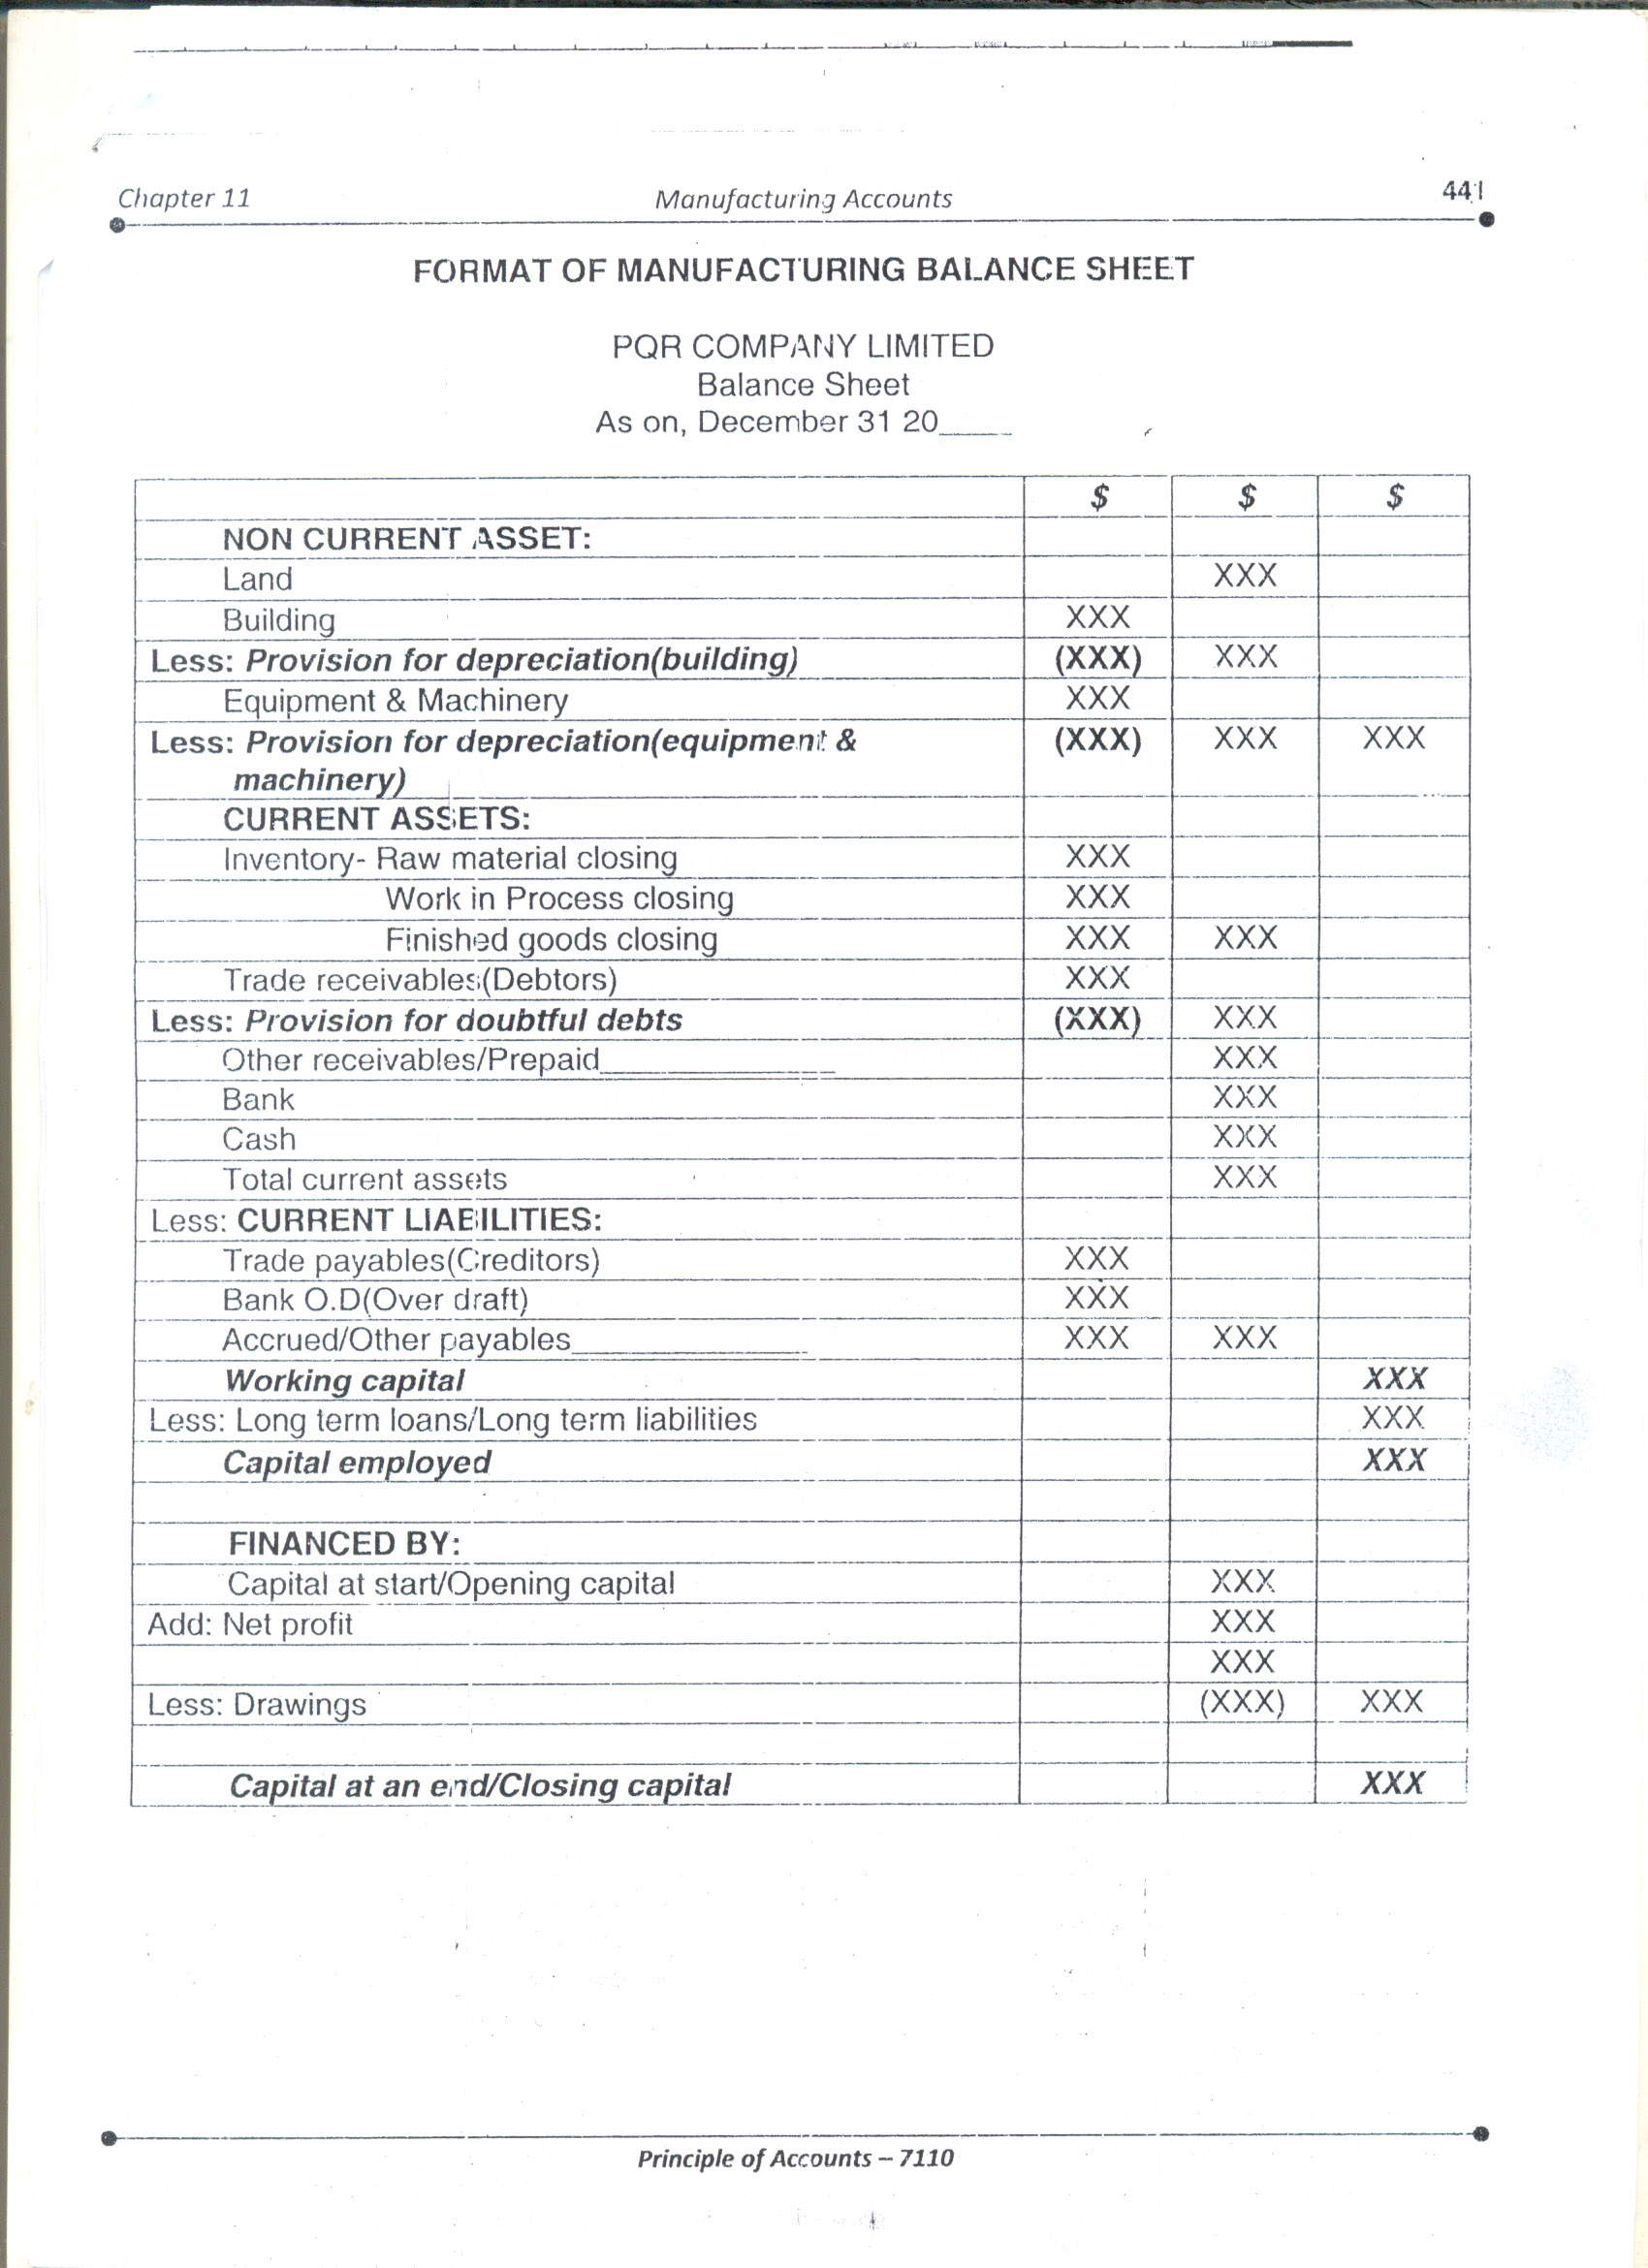 Chapter 11 Manufacturing Accounts 441
FORMAT OF MANUFACTURING BALANCE SHEET
PQR COMPANY LIMITED
Balance Sheet
As on, December 31 20_____
$ $ $
NON CURRENT ASSET:
Land XXX
Building XXX
Less: Provision for depreciation(building) (XXX) XXX
Equipment & Machinery XXX
Less: Provision for depreciation(equipment & (XXX) XXX XXX
machinery)
CURRENT ASSETS:
Inventory- Raw material closing XXX
Work in Process closing XXX
Finished goods closing XXX XXX
Trade receivables(Debtors) XXX
Less: Provision for doubtful debts (XXX) XXX
Other receivables/Prepaid________________ XXX
Bank XXX
Cash XXX
Total current assets XXX
Less: CURRENT LIABILITIES:
Trade payables(Creditors) XXX
Bank O.D(Over draft) XXX
Accrued/Other payables________________ XXX XXX
Working capital XXX
Less: Long term loans/Long term liabilities XXX
Capital employed XXX
FINANCED BY:
Capital at start/Opening capital XXX
Add: Net profit XXX
XXX
Less: Drawings (XXX) XXX
Capital at an end/Closing capital XXX
Principle of Accounts – 7110